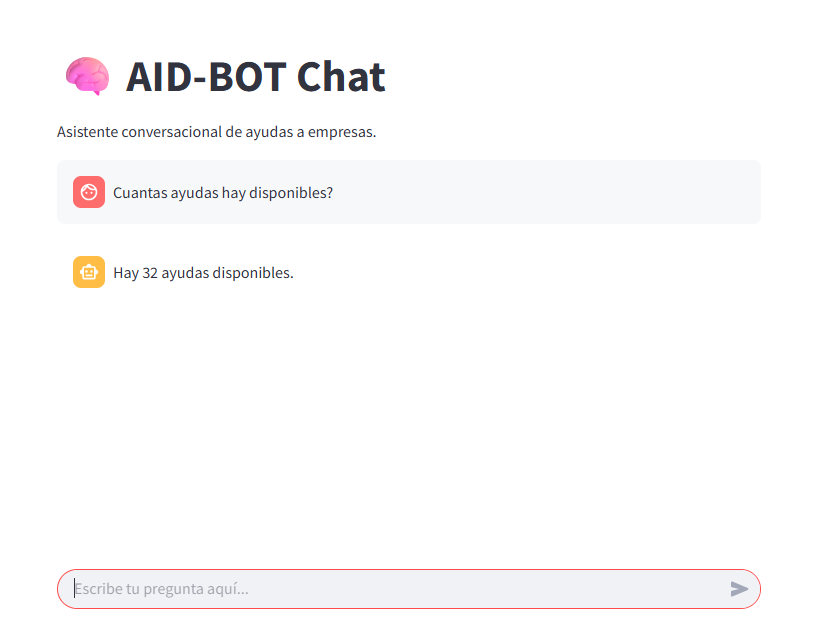 AID-BOT Chat
Asistente conversacional de ayudas a empresas.
Cuantas ayudas hay disponibles?
Hay 32 ayudas disponibles.
Escribe tu pregunta aquí...